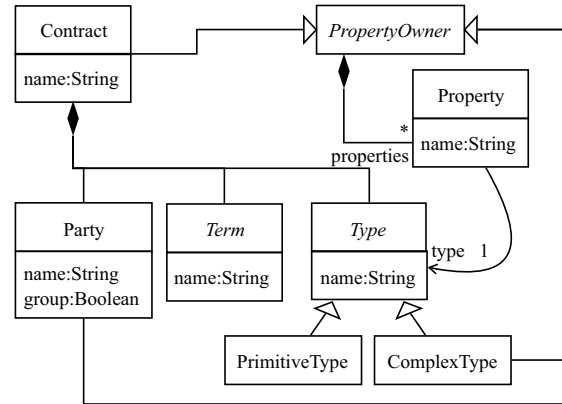 Contract
PropertyOwner
name:String
Property
name:String
*
properties
Party
Term
Type
name:String
group:Boolean
name:String
name:String
type 1
PrimitiveType
ComplexType